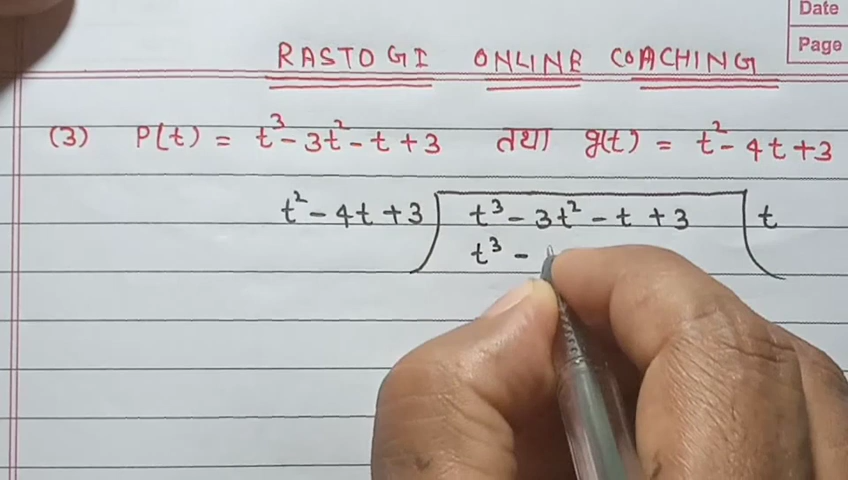 Date
Page
RASTOGI ONLINE COACHING
(3) P(t) = t³ - 3t² - t + 3 तथा g(t) = t² - 4t + 3
t² - 4t + 3 ) t³ - 3t² - t + 3 ( t
t³ -